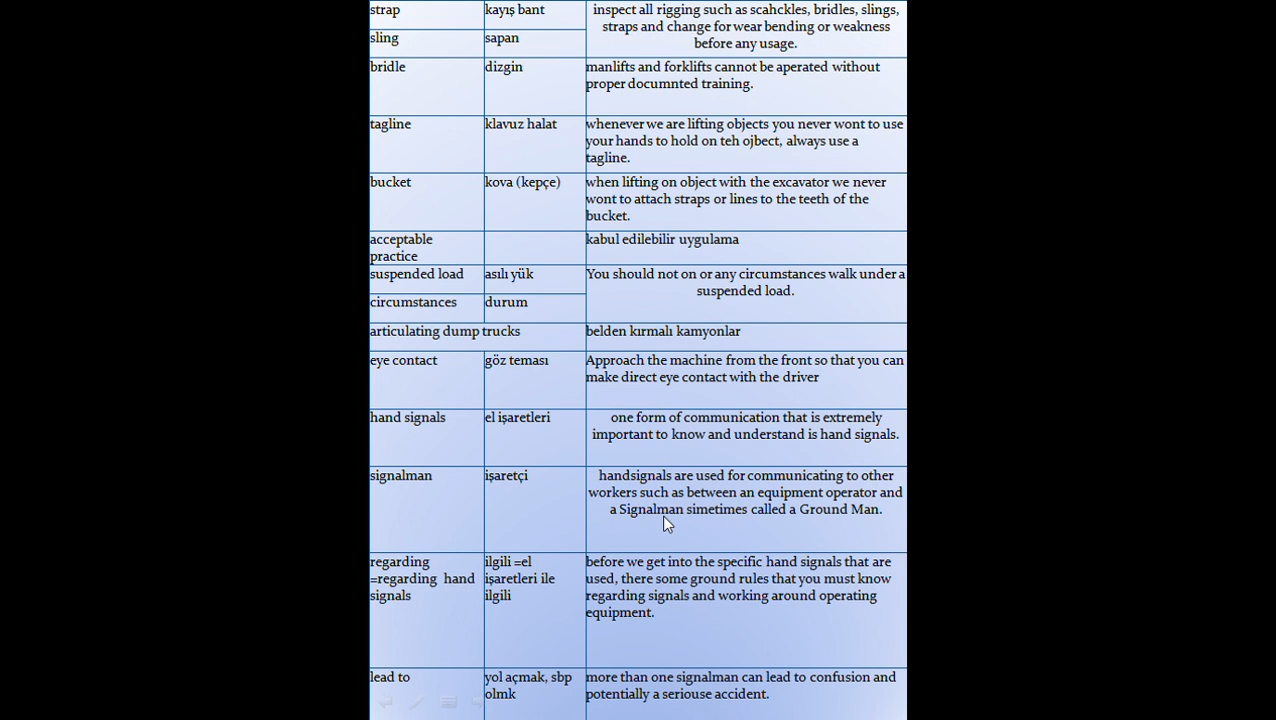 strap
kayış bant
inspect all rigging such as scahckles, bridles, slings,
straps and change for wear bending or weakness
before any usage.
sling
sapan
bridle
dizgin
manlifts and forklifts cannot be aperated without
proper documnted training.
tagline
klavuz halat
whenever we are lifting objects you never wont to use
your hands to hold on teh ojbect, always use a
tagline.
bucket
kova (kepçe)
when lifting on object with the excavator we never
wont to attach straps or lines to the teeth of the
bucket.
acceptable
practice
kabul edilebilir uygulama
suspended load
asılı yük
You should not on or any circumstances walk under a
suspended load.
circumstances
durum
articulating dump trucks
belden kırmalı kamyonlar
eye contact
göz teması
Approach the machine from the front so that you can
make direct eye contact with the driver
hand signals
el işaretleri
one form of communication that is extremely
important to know and understand is hand signals.
signalman
işaretçi
handsignals are used for communicating to other
workers such as between an equipment operator and
a Signalman simetimes called a Ground Man.
regarding
=regarding hand
signals
ilgili =el
işaretleri ile
ilgili
before we get into the specific hand signals that are
used, there some ground rules that you must know
regarding signals and working around operating
equipment.
lead to
yol açmak, sbp
olmk
more than one signalman can lead to confusion and
potentially a seriouse accident.